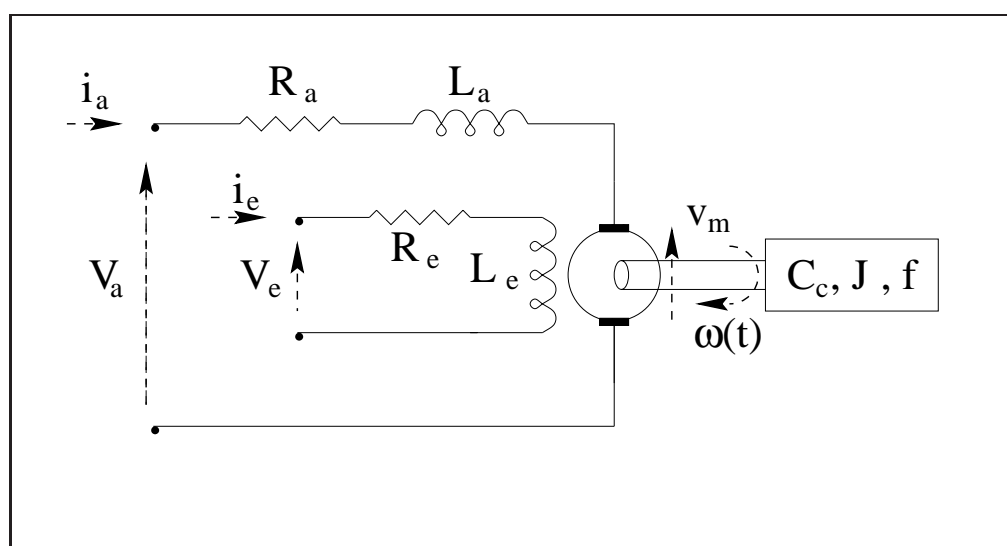 i_a
R_a
L_a
i_e
R_e
V_a
V_e
L_e
v_m
C_c, J , f
ω(t)